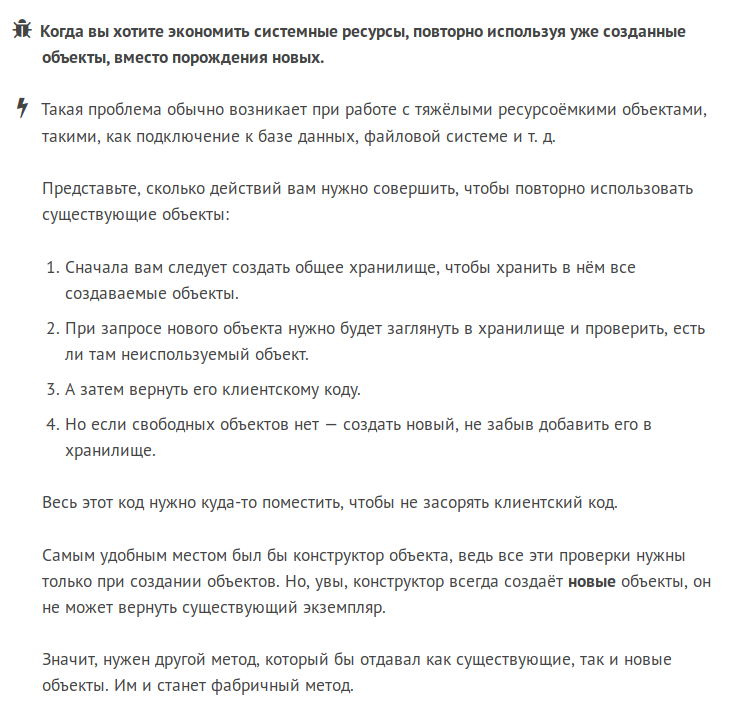 Когда вы хотите экономить системные ресурсы, повторно используя уже созданные
объекты, вместо порождения новых.
Такая проблема обычно возникает при работе с тяжёлыми ресурсоёмкими объектами,
такими, как подключение к базе данных, файловой системе и т. д.
Представьте, сколько действий вам нужно совершить, чтобы повторно использовать
существующие объекты:
1. Сначала вам следует создать общее хранилище, чтобы хранить в нём все
создаваемые объекты.
2. При запросе нового объекта нужно будет заглянуть в хранилище и проверить, есть
ли там неиспользуемый объект.
3. А затем вернуть его клиентскому коду.
4. Но если свободных объектов нет — создать новый, не забыв добавить его в
хранилище.
Весь этот код нужно куда-то поместить, чтобы не засорять клиентский код.
Самым удобным местом был бы конструктор объекта, ведь все эти проверки нужны
только при создании объектов. Но, увы, конструктор всегда создаёт новые объекты, он
не может вернуть существующий экземпляр.
Значит, нужен другой метод, который бы отдавал как существующие, так и новые
объекты. Им и станет фабричный метод.